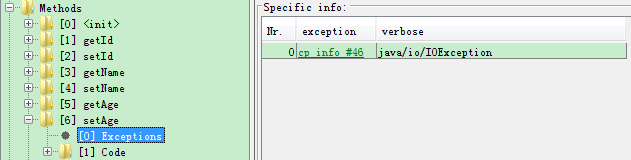 Methods
[0] <init>
[1] getId
[2] setId
[3] getName
[4] setName
[5] getAge
[6] setAge
[0] Exceptions
[1] Code
Specific info:
Nr. exception verbose
0 cp info #46 java/io/IOException